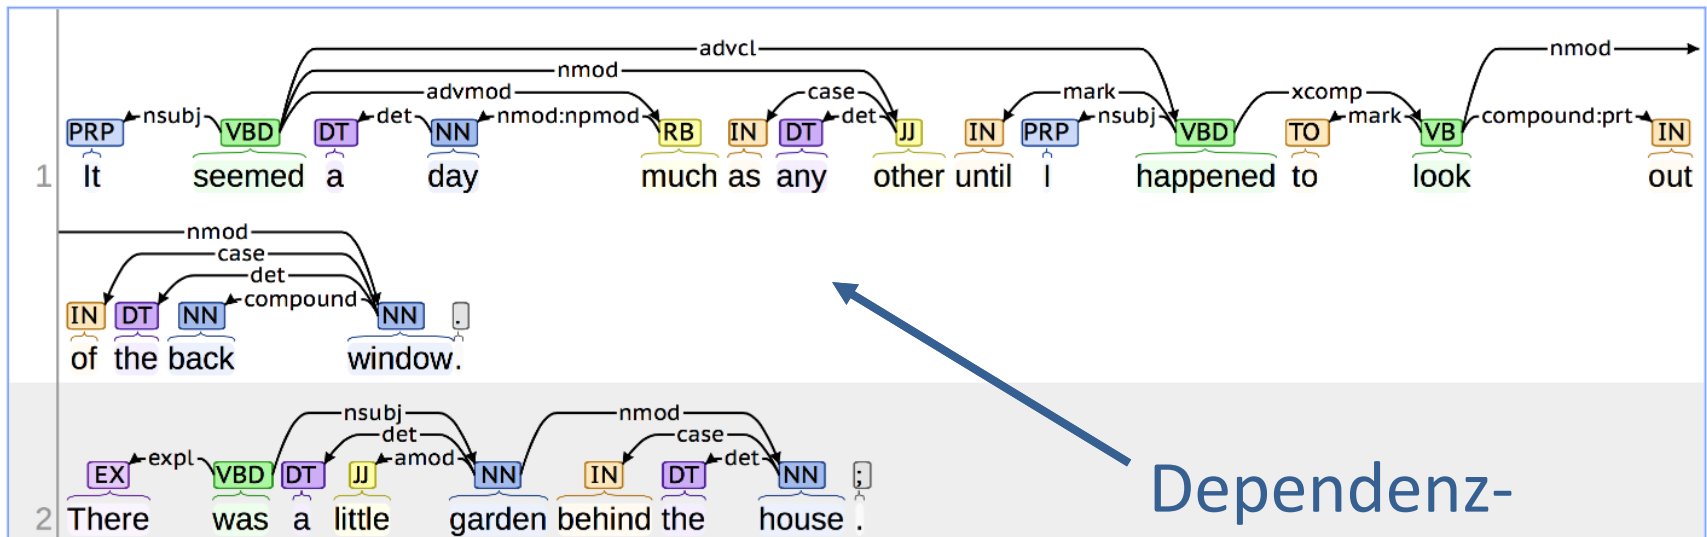 advcl
nmod nmod
advmod case mark xcomp
PRP nsubj VBD DT det NN nmod:npmod RB IN DT det JJ IN PRP nsubj VBD TO mark VB compound:prt IN
1 It seemed a day much as any other until I happened to look out
nmod
case
det
IN DT NN compound NN .
of the back window.
nsubj nmod
det case
EX expl VBD DT JJ amod NN IN DT det NN ;
2 There was a little garden behind the house .
Dependenz-